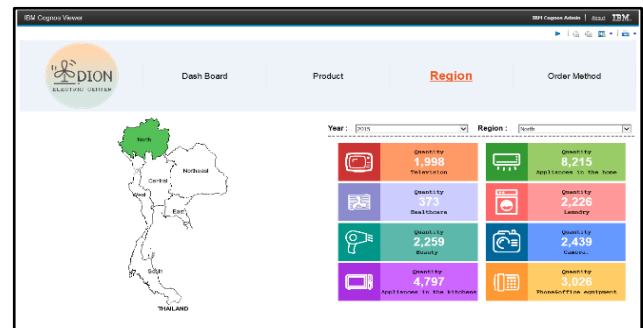 IBM Cognos Viewer
IBM Cognos Admin | About IBM.
DION
ELECTRIC CENTER
Dash Board Product Region Order Method
Year : 2015 Region : North
North
Northeast
Central
West
East
South
THAILAND
Quantity
1,998
Television
Quantity
8,215
Appliances in the home
Quantity
373
Healthcare
Quantity
2,226
Laundry
Quantity
2,259
Beauty
Quantity
2,439
Camera.
Quantity
4,797
Appliances in the kitchens
Quantity
3,026
Phone&office egmipment